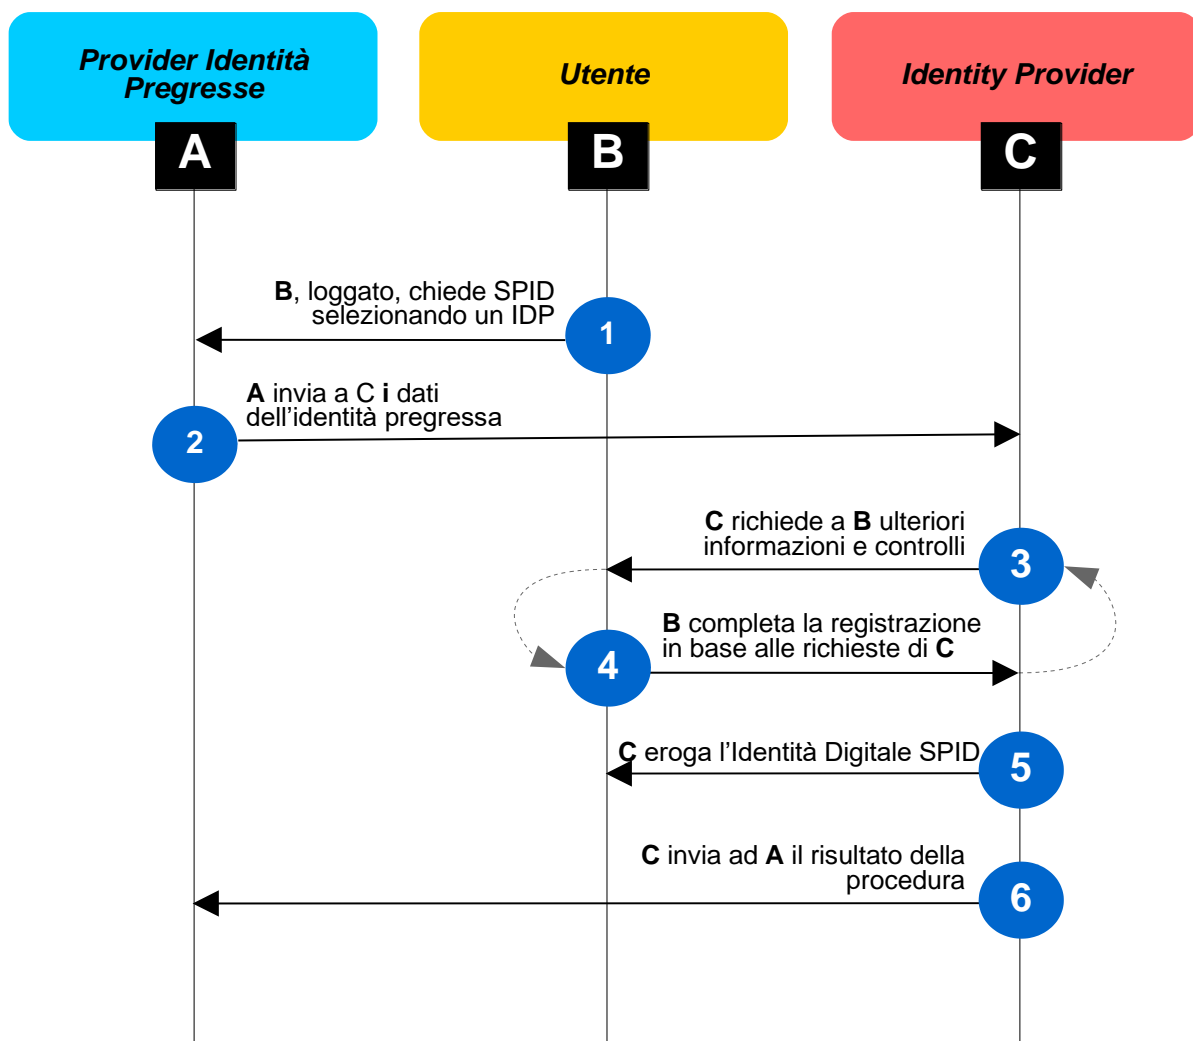 Provider Identità
Pregresse
Utente
Identity Provider
A
B
C
B, loggato, chiede SPID
selezionando un IDP
1
A invia a C i dati
dell’identità pregressa
2
C richiede a B ulteriori
informazioni e controlli
3
B completa la registrazione
in base alle richieste di C
4
C eroga l’Identità Digitale SPID
5
C invia ad A il risultato della
procedura
6